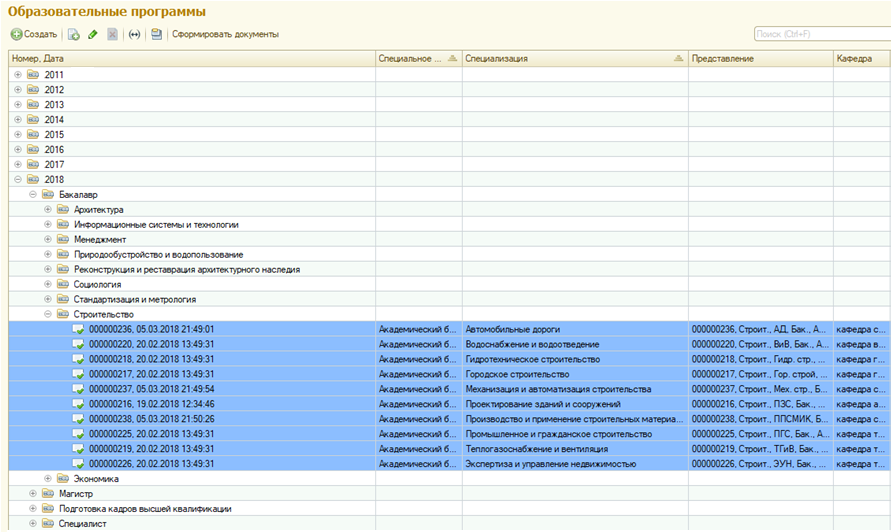 Образовательные программы
Создать Сформировать документы Поиск (Ctrl+F)
Номер, Дата Специальное ... Специализация Представление Кафедра
2011
2012
2013
2014
2015
2016
2017
2018
Бакалавр
Архитектура
Информационные системы и технологии
Менеджмент
Природообустройство и водопользование
Реконструкция и реставрация архитектурного наследия
Социология
Стандартизация и метрология
Строительство
000000236, 05.03.2018 21:49:01 Академический б... Автомобильные дороги 000000236, Строит., АД, Бак., А... кафедра с...
000000220, 20.02.2018 13:49:31 Академический б... Водоснабжение и водоотведение 000000220, Строит., ВиВ, Бак., А... кафедра в...
000000218, 20.02.2018 13:49:31 Академический б... Гидротехническое строительство 000000218, Строит., Гидр. стр., ... кафедра г...
000000217, 20.02.2018 13:49:31 Академический б... Городское строительство 000000217, Строит., Гор. строй, ... кафедра г...
000000237, 05.03.2018 21:49:54 Академический б... Механизация и автоматизация строительства 000000237, Строит., Мех. стр., Б... кафедра с...
000000216, 19.02.2018 12:34:46 Академический б... Проектирование зданий и сооружений 000000216, Строит., ПЗС, Бак., ... кафедра а...
000000238, 05.03.2018 21:50:26 Академический б... Производство и применение строительных материа... 000000238, Строит., ППСМИК, Б... кафедра т...
000000225, 20.02.2018 13:49:31 Академический б... Промышленное и гражданское строительство 000000225, Строит., ПГС, Бак., А... кафедра т...
000000219, 20.02.2018 13:49:31 Академический б... Теплогазоснабжение и вентиляция 000000219, Строит., ТГиВ, Бак., ... кафедра т...
000000226, 20.02.2018 13:49:31 Академический б... Экспертиза и управление недвижимостью 000000226, Строит., ЭУН, Бак., ... кафедра т...
Экономика
Магистр
Подготовка кадров высшей квалификации
Специалист